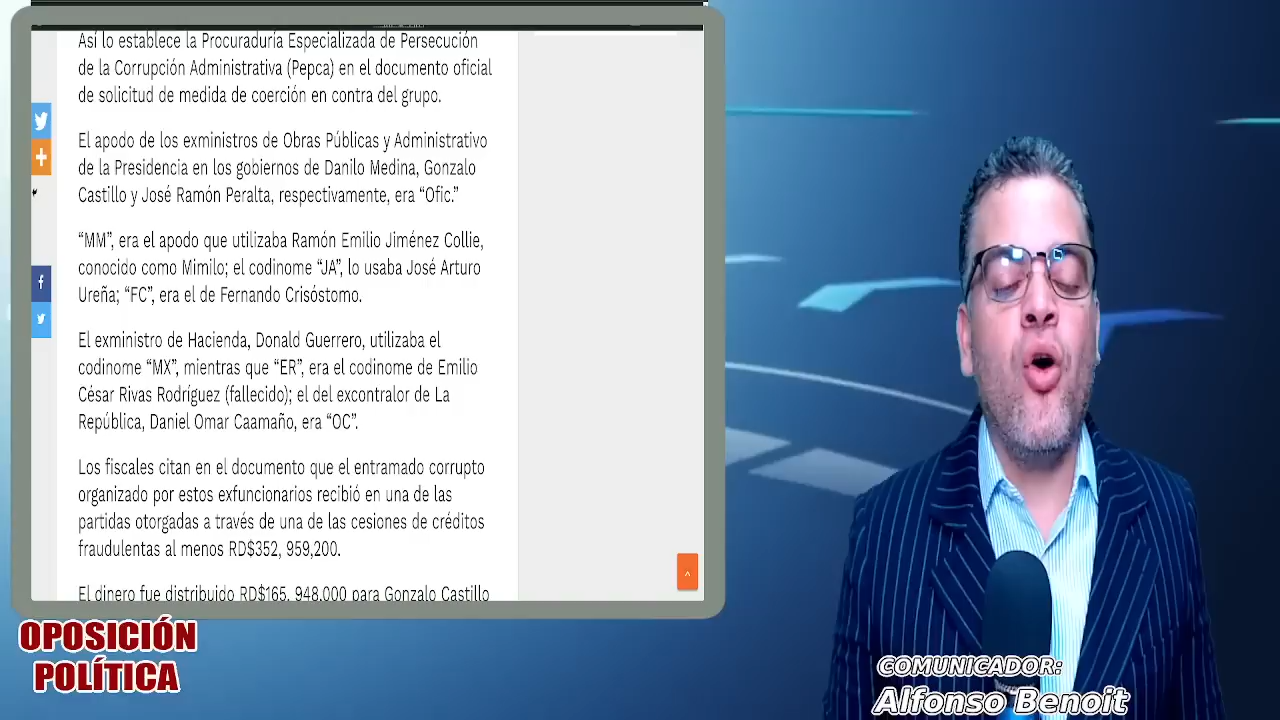 Así lo establece la Procuraduría Especializada de Persecución
de la Corrupción Administrativa (Pepca) en el documento oficial
de solicitud de medida de coerción en contra del grupo.
El apodo de los exministros de Obras Públicas y Administrativo
de la Presidencia en los gobiernos de Danilo Medina, Gonzalo
Castillo y José Ramón Peralta, respectivamente, era “Ofic.”
“MM”, era el apodo que utilizaba Ramón Emilio Jiménez Collie,
conocido como Mimilo; el codinome “JA”, lo usaba José Arturo
Ureña; “FC”, era el de Fernando Crisóstomo.
El exministro de Hacienda, Donald Guerrero, utilizaba el
codinome “MX”, mientras que “ER”, era el codinome de Emilio
César Rivas Rodríguez (fallecido); el del excontralor de La
República, Daniel Omar Caamaño, era “OC”.
Los fiscales citan en el documento que el entramado corrupto
organizado por estos exfuncionarios recibió en una de las
partidas otorgadas a través de una de las cesiones de créditos
fraudulentas al menos RD$352, 959,200.
El dinero fue distribuido RD$165, 948,000 para Gonzalo Castillo
OPOSICIÓN
POLÍTICA
COMUNICADOR:
Alfonso Benoit